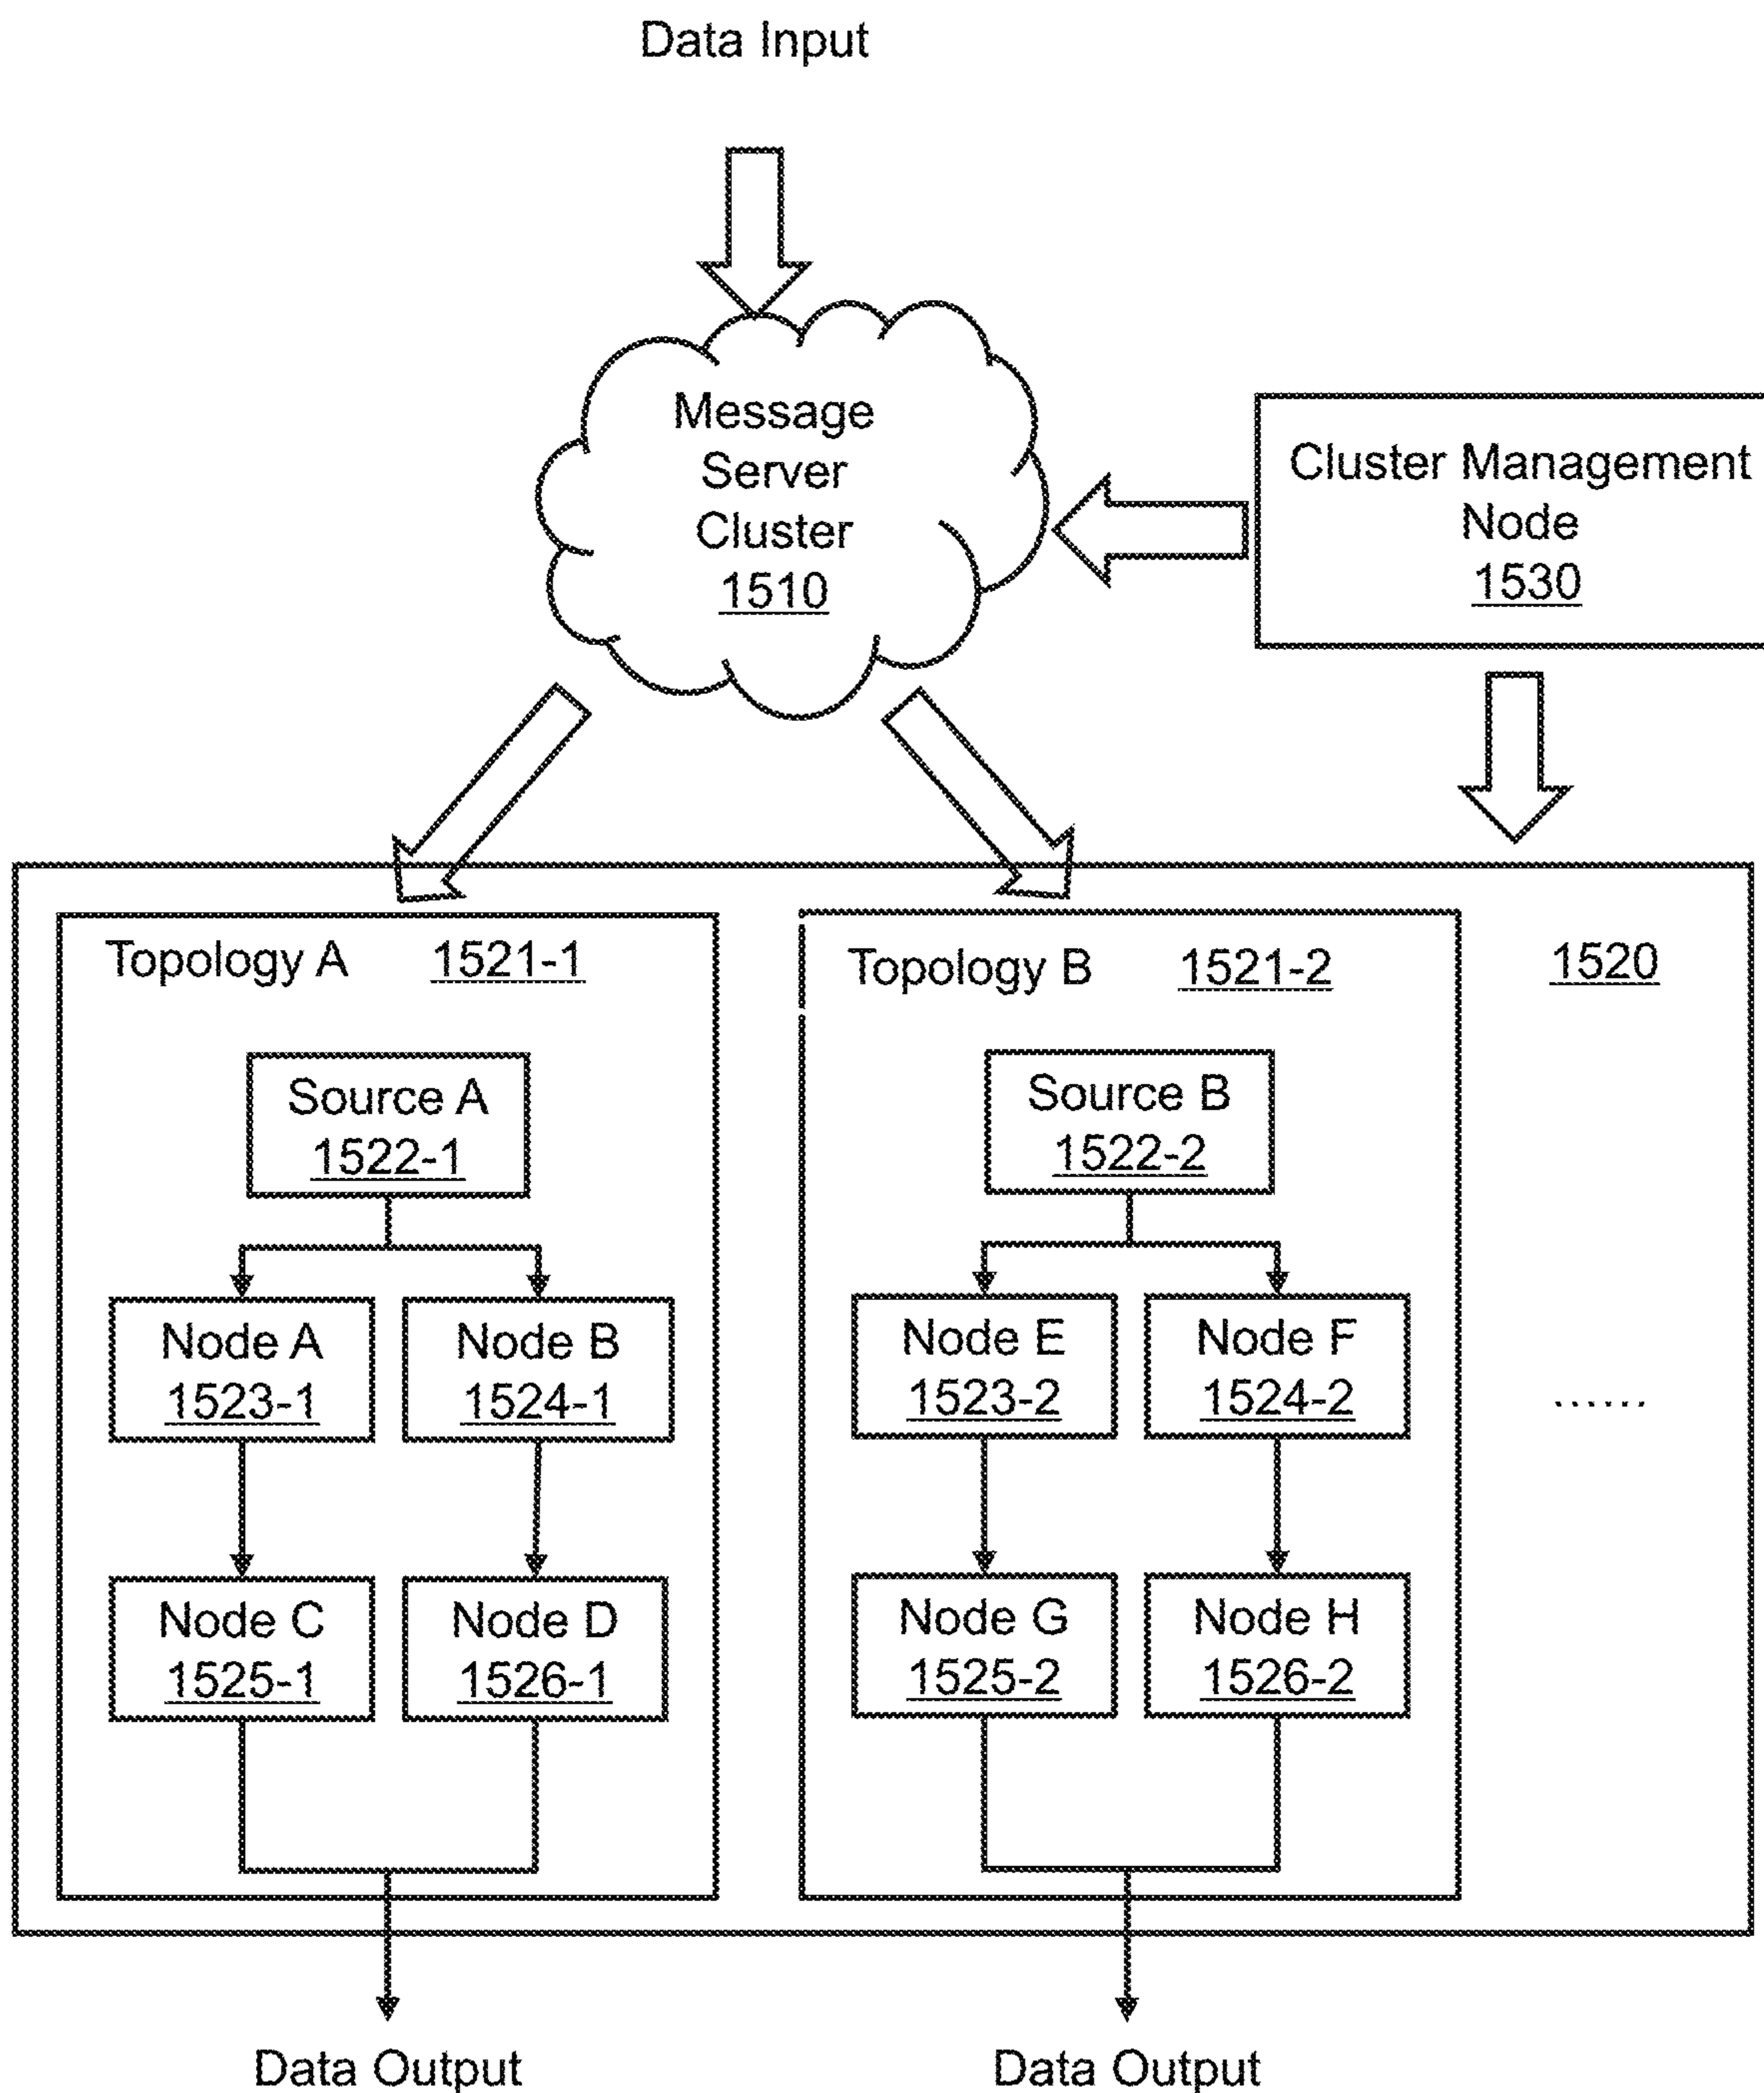 Data Input
Message
Server
Cluster
1510
Cluster Management
Node
1530
Topology A 1521-1
Topology B 1521-2
1520
Source A
1522-1
Source B
1522-2
Node A
1523-1
Node B
1524-1
Node E
1523-2
Node F
1524-2
......
Node C
1525-1
Node D
1526-1
Node G
1525-2
Node H
1526-2
Data Output
Data Output